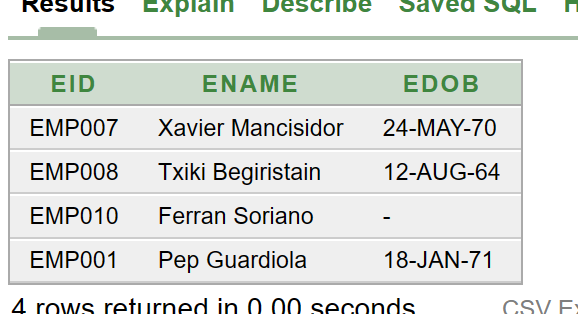 Results Explain Describe Saved SQL H
EID ENAME EDOB
EMP007 Xavier Mancisidor 24-MAY-70
EMP008 Txiki Begiristain 12-AUG-64
EMP010 Ferran Soriano -
EMP001 Pep Guardiola 18-JAN-71
4 rows returned in 0.00 seconds CSV Ex